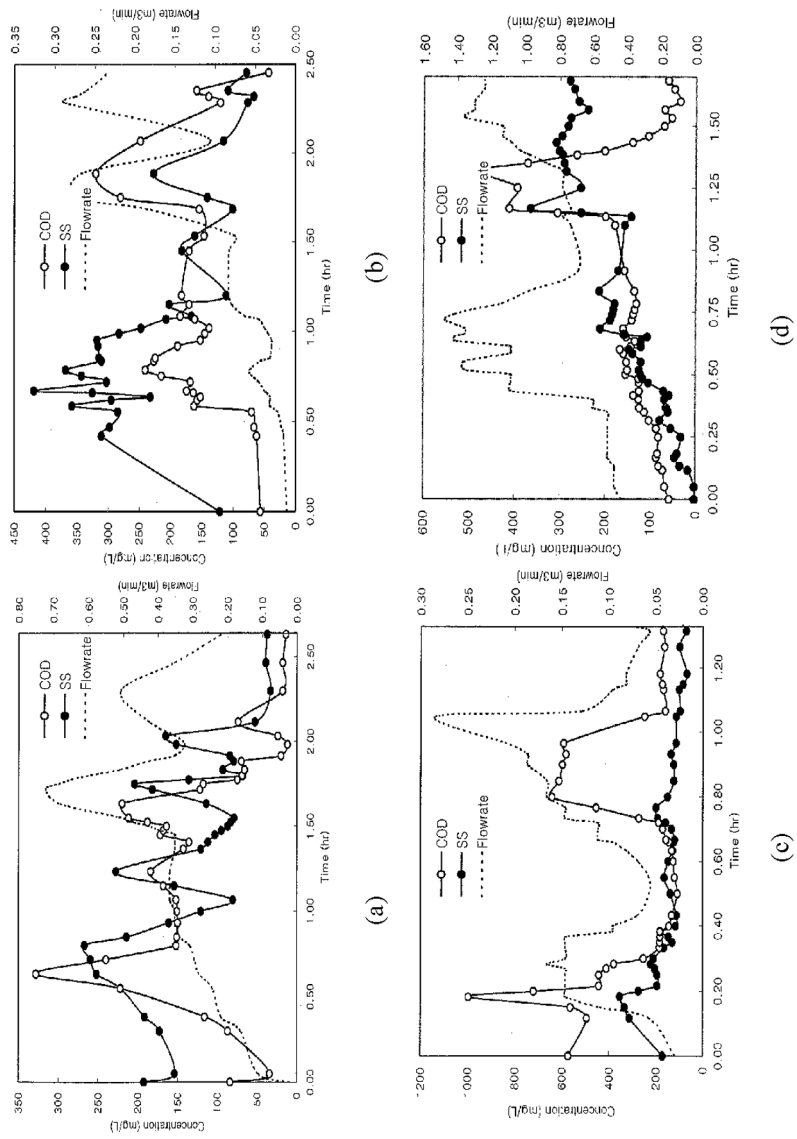 350 300 250 200 150 100 50
Concentration (mg/L)
0.80 0.70 0.60 0.50 0.40 0.30 0.20 0.10 0.00
Flowrate (m3/min)
COD
SS
Flowrate
0.00 0.50 1.00 1.50 2.00 2.50
Time (hr)
(a)
450 400 350 300 250 200 150 100 50 0
Concentration (mg/L)
0.40 0.35 0.30 0.25 0.20 0.15 0.10 0.05 0.00
Flowrate (m3/min)
COD
SS
Flowrate
0.00 0.50 1.00 1.50 2.00 2.50
Time (hr)
(b)
1200 1000 800 600 400 200 0
Concentration (mg/L)
0.30 0.25 0.20 0.15 0.10 0.05 0.00
Flowrate (m3/min)
COD
SS
Flowrate
0.00 0.20 0.40 0.60 0.80 1.00 1.20
Time (hr)
(c)
600 500 400 300 200 100 0
Concentration (mg/l)
1.60 1.40 1.20 1.00 0.80 0.60 0.40 0.20 0.00
Flowrate (m3/min)
COD
SS
Flowrate
0.00 0.25 0.50 0.75 1.00 1.25 1.50
Time (hr)
(d)